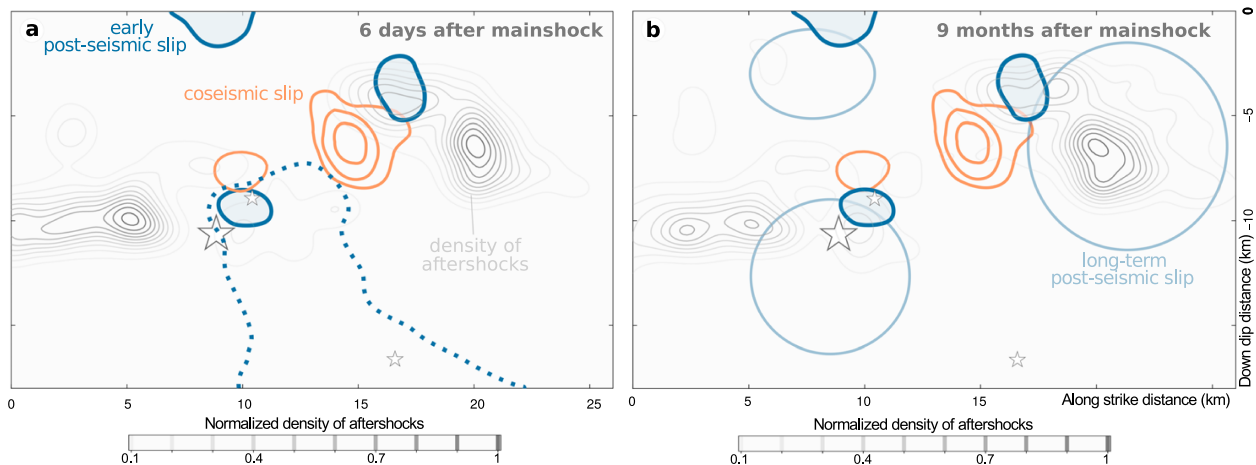 a
early
post-seismic slip
6 days after mainshock
coseismic slip
density of
aftershocks
0
5
10
15
20
25
Normalized density of aftershocks
0.1
0.4
0.7
1
b
9 months after mainshock
long-term
post-seismic slip
0
−5
−10
Down dip distance (km)
0
5
10
15
Along strike distance (km)
Normalized density of aftershocks
0.1
0.4
0.7
1